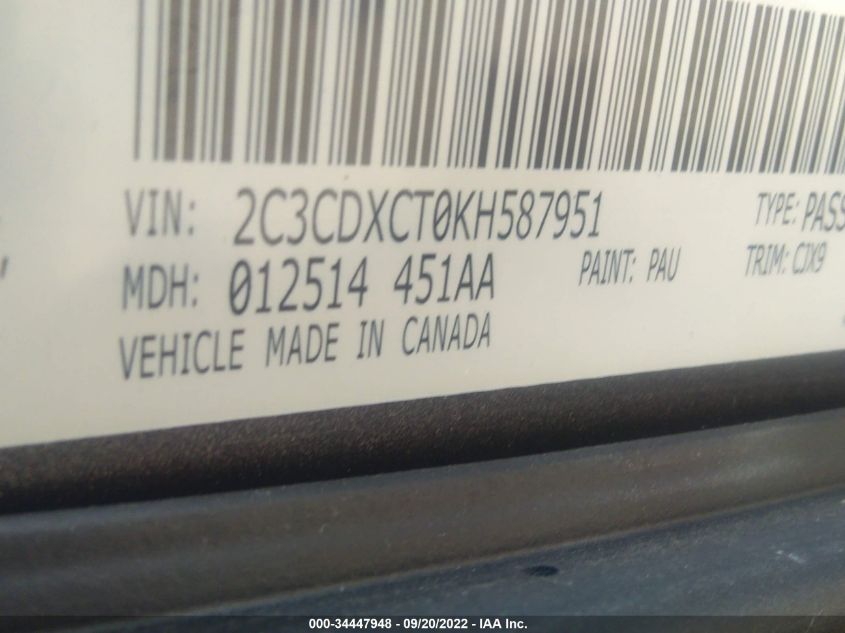 VIN: 2C3CDXCT0KH587951 TYPE: PASS
MDH: 012514 451AA PAINT: PAU TRIM: CJX9
VEHICLE MADE IN CANADA
000-34447948 - 09/20/2022 - IAA Inc.